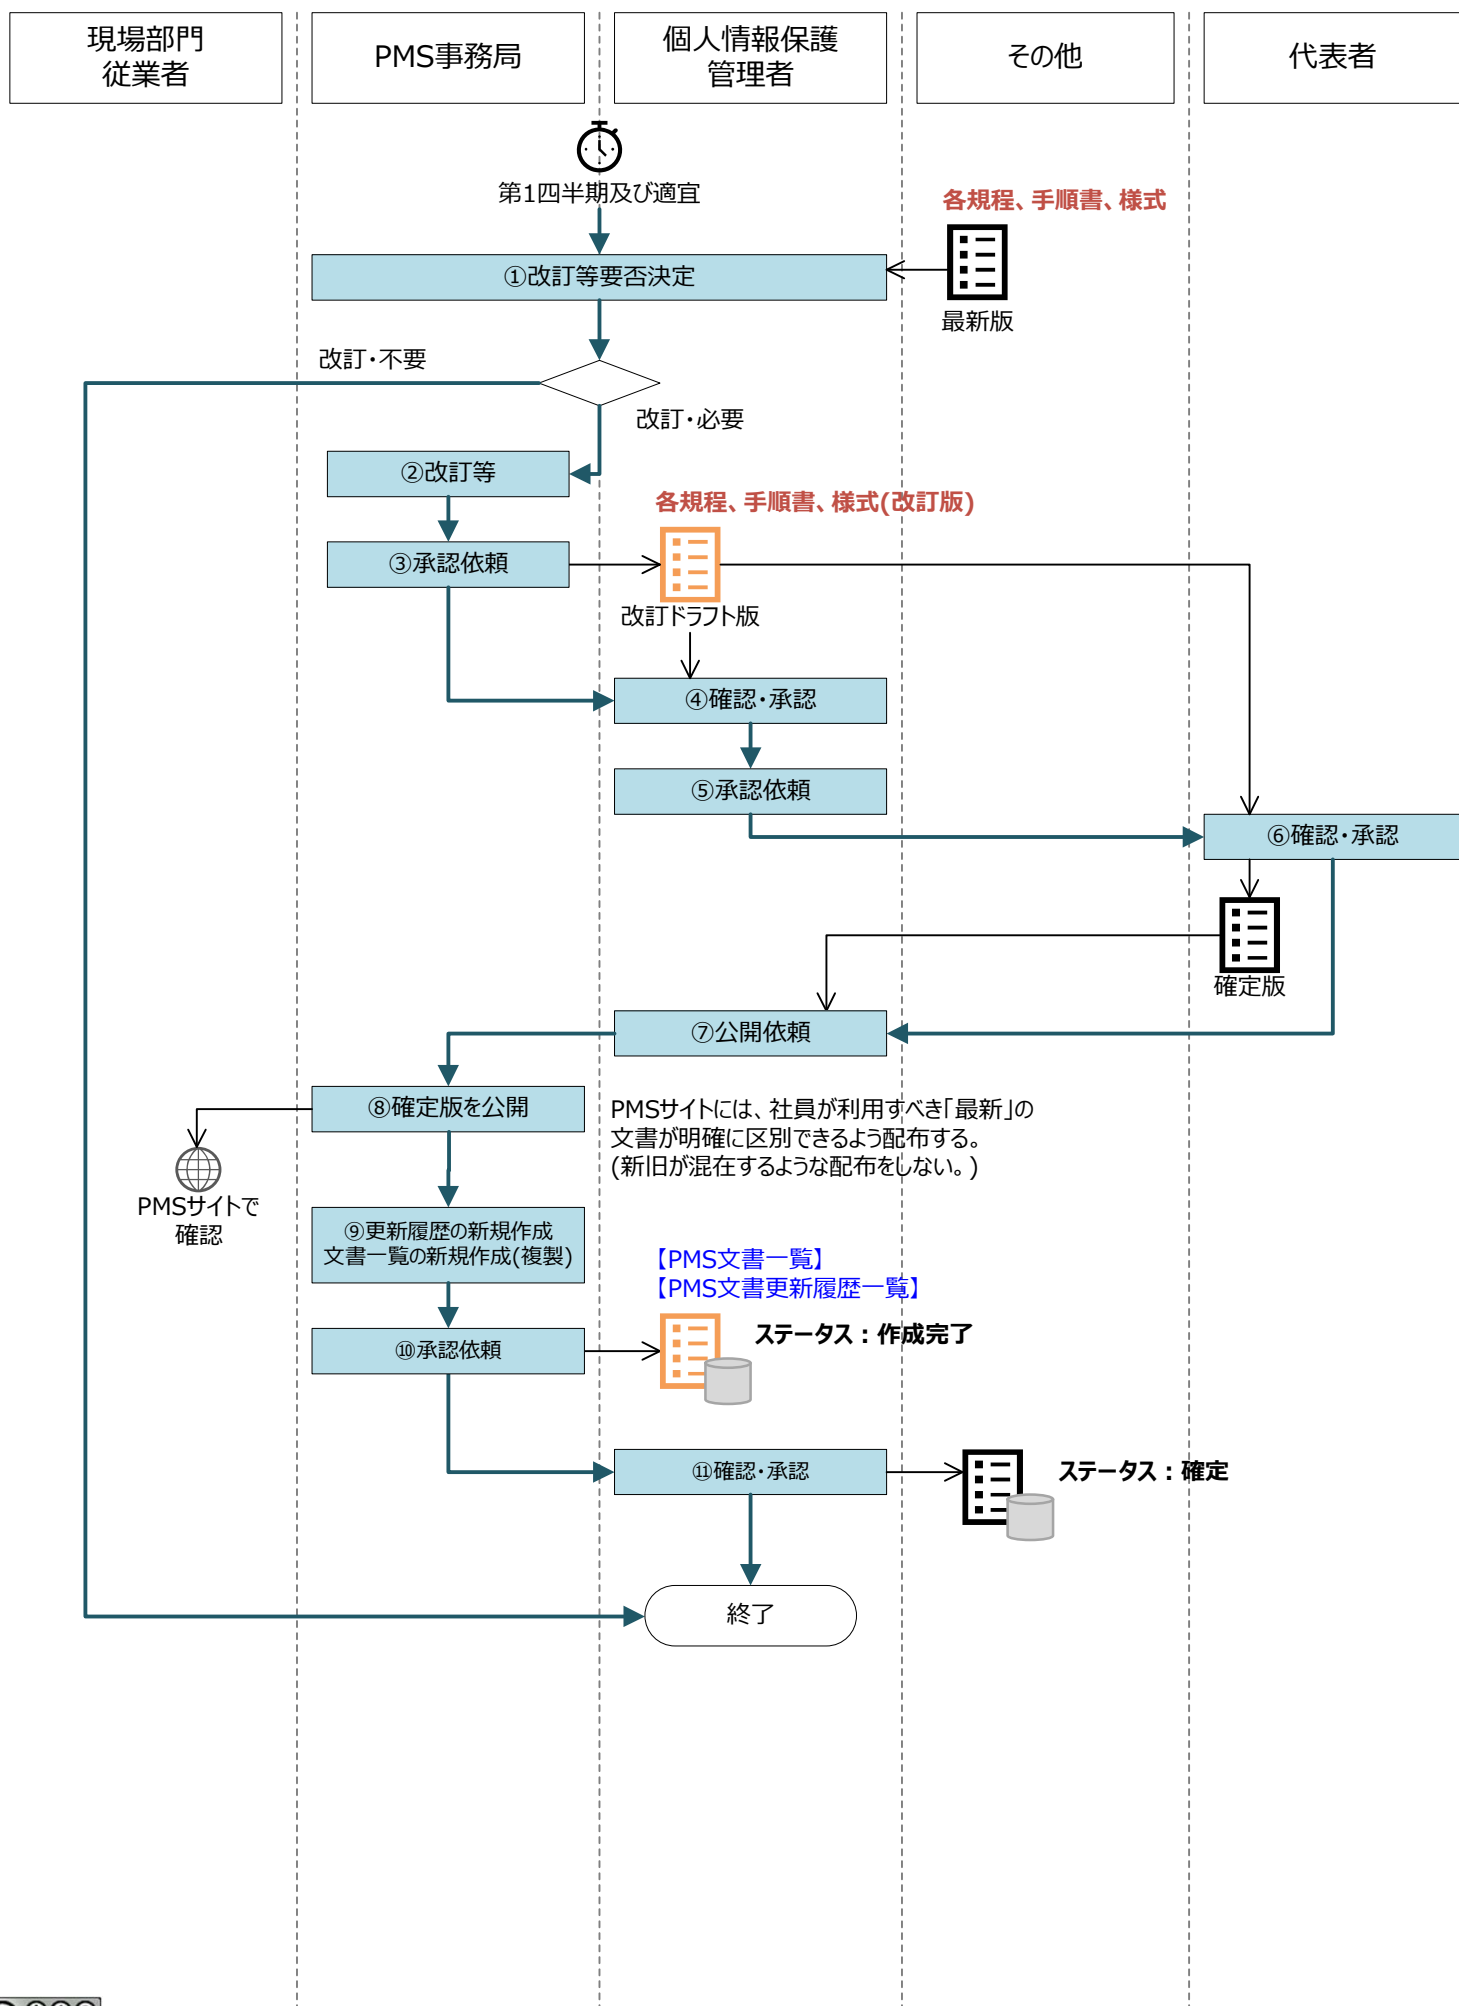 現場部門
従業者
PMS事務局
個人情報保護
管理者
その他
代表者
第1四半期及び適宜
各規程、手順書、様式
①改訂等要否決定
最新版
改訂・不要
改訂・必要
②改訂等
各規程、手順書、様式(改訂版)
③承認依頼
改訂ドラフト版
④確認・承認
⑤承認依頼
⑥確認・承認
確定版
⑦公開依頼
⑧確定版を公開
PMSサイトには、社員が利用すべき「最新」の
文書が明確に区別できるよう配布する。
(新旧が混在するような配布をしない。)
PMSサイトで
確認
⑨更新履歴の新規作成
文書一覧の新規作成(複製)
【PMS文書一覧】
【PMS文書更新履歴一覧】
ステータス：作成完了
⑩承認依頼
⑪確認・承認
ステータス：確定
終了